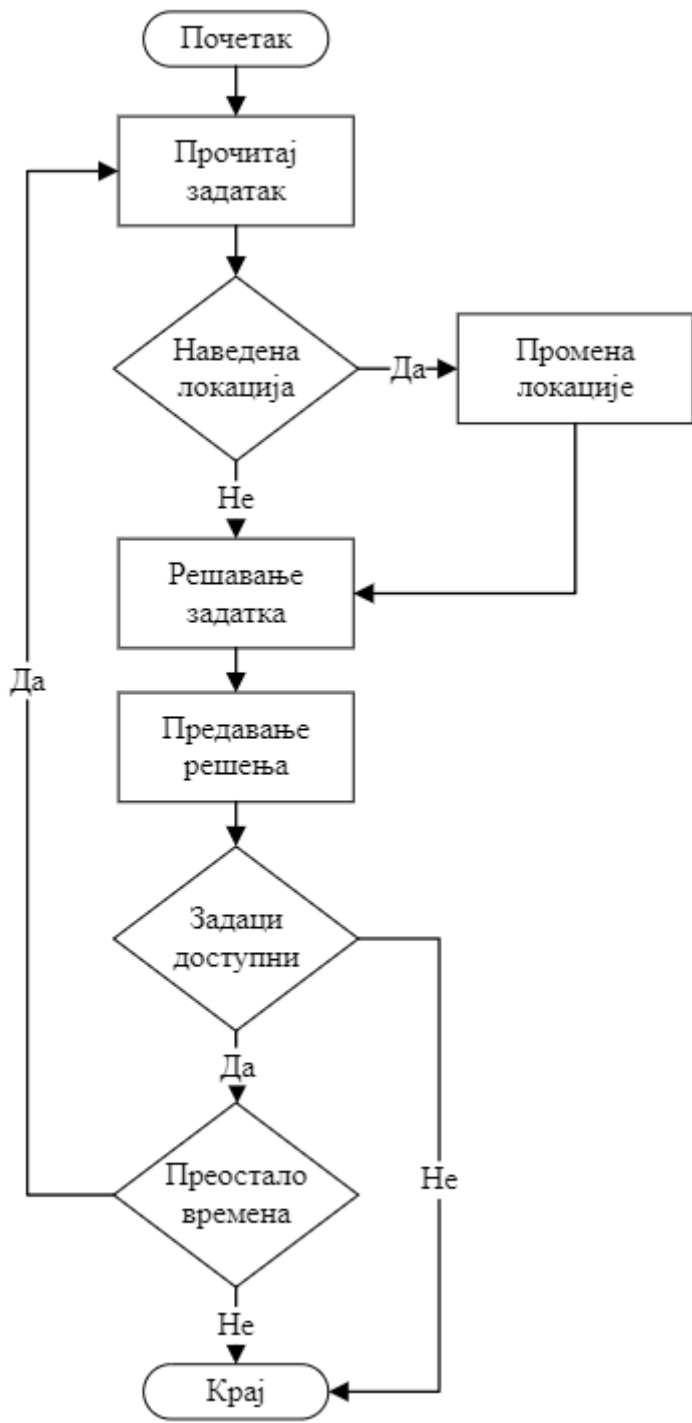 Почетак
Прочитај
задатак
Наведена
локација
Да
Промена
локације
Не
Решавање
задатка
Да
Предавање
решења
Задаци
доступни
Да
Преостало
времена
Не
Не
Крај